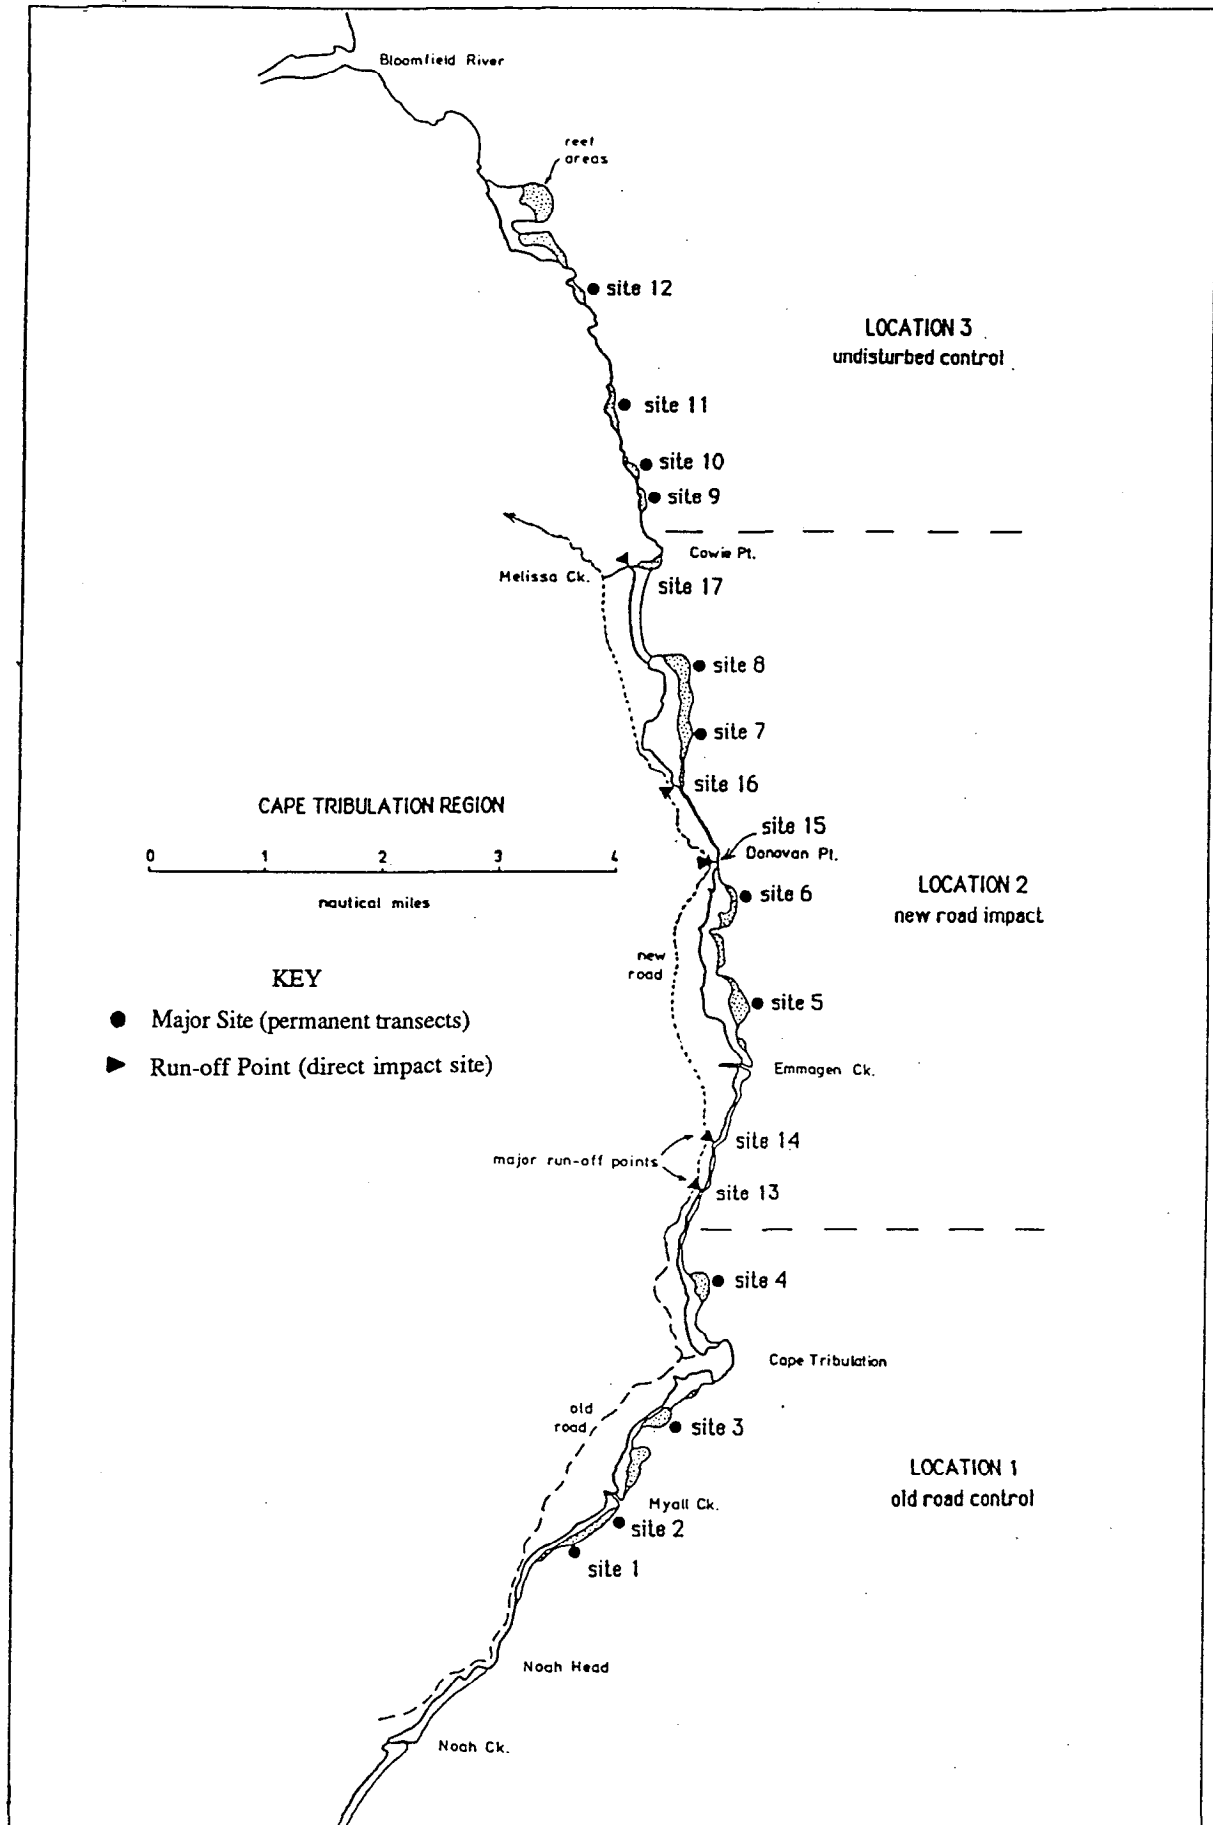 Bloomfield River
reef
areas
site 12
LOCATION 3
undisturbed control
site 11
site 10
site 9
Cowie Pt.
Melissa Ck.
site 17
site 8
site 7
site 16
CAPE TRIBULATION REGION
site 15
Donovan Pt.
0 1 2 3 4
nautical miles
site 6
LOCATION 2
new road impact
new
road
KEY
site 5
Major Site (permanent transects)
Run-off Point (direct impact site)
Emmagen Ck.
site 14
major run-off points
site 13
site 4
Cape Tribulation
old
road
site 3
LOCATION 1
old road control
Myall Ck.
site 2
site 1
Noah Head
Noah Ck.